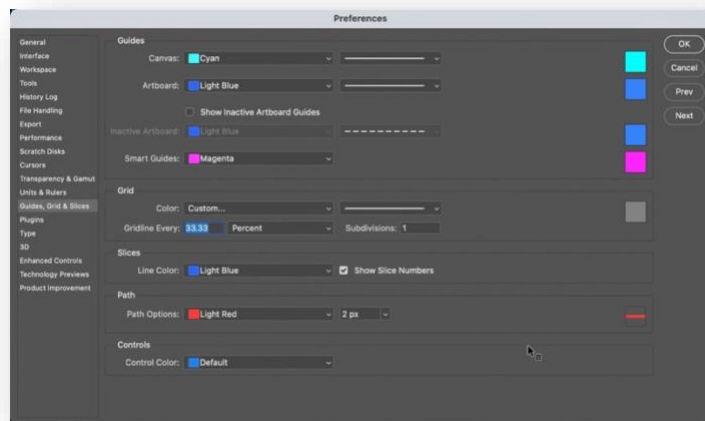 Preferences
General
Interface
Workspace
Tools
History Log
File Handling
Export
Performance
Scratch Disks
Cursors
Transparency & Gamut
Units & Rulers
Guides, Grid & Slices
Plugins
Type
3D
Enhanced Controls
Technology Previews
Product Improvement
Guides
Canvas: Cyan
Artboard: Light Blue
Show Inactive Artboard Guides
Inactive Artboard: Light Blue
Smart Guides: Magenta
Grid
Color: Custom...
Gridline Every: 33.33 Percent Subdivisions: 1
Slices
Line Color: Light Blue Show Slice Numbers
Path
Path Options: Light Red 2 px
Controls
Control Color: Default
OK
Cancel
Prev
Next